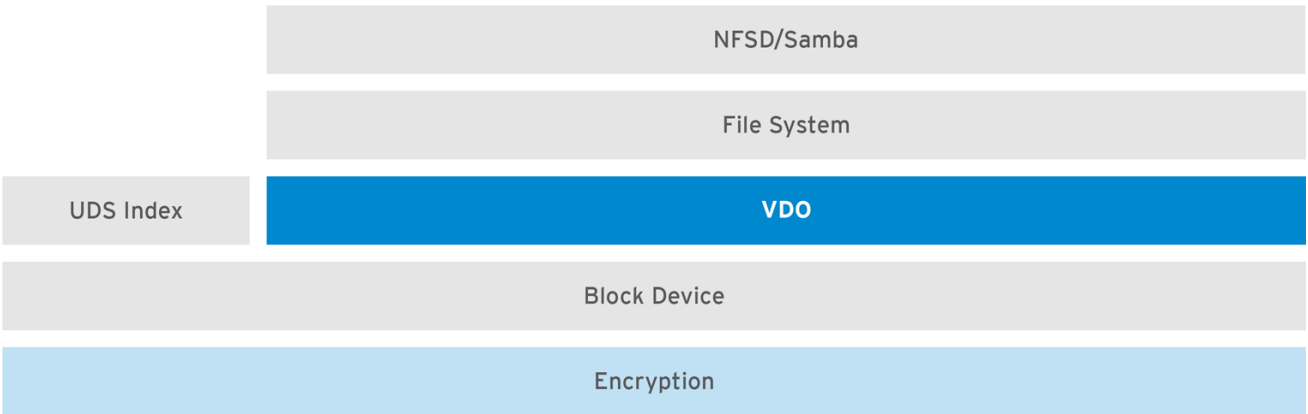 NFSD/Samba
File System
UDS Index
VDO
Block Device
Encryption